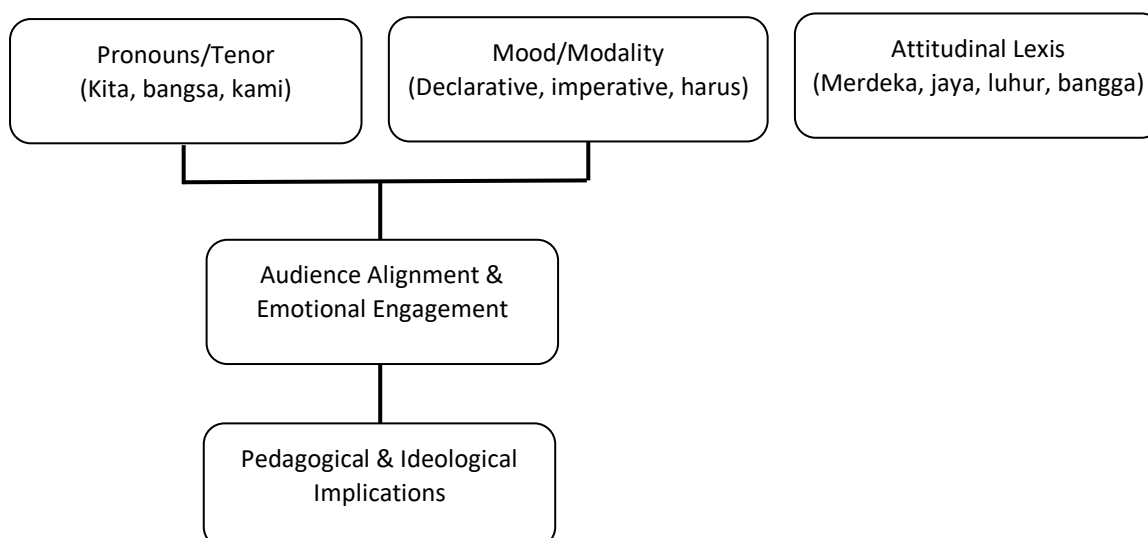 Pronouns/Tenor
(Kita, bangsa, kami)
Mood/Modality
(Declarative, imperative, harus)
Attitudinal Lexis
(Merdeka, jaya, luhur, bangga)
Audience Alignment &
Emotional Engagement
Pedagogical & Ideological
Implications